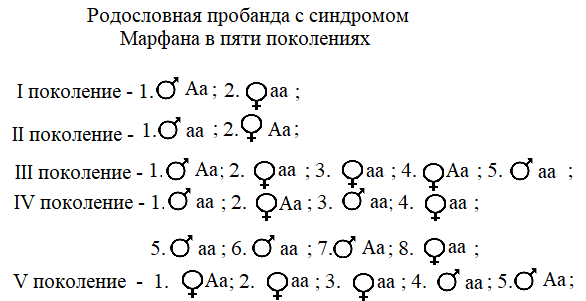 Родословная пробанда с синдромом
Марфана в пяти поколениях
I поколение - 1.♂ Aa; 2. ♀aa ;
II поколение - 1.♂ aa ; 2.♀ Aa;
III поколение - 1.♂ Aa; 2. ♀aa ; 3. ♀aa ; 4. ♀Aa ; 5. ♂ aa ;
IV поколение - 1.♂ aa ; 2. ♀Aa ; 3. ♂ aa; 4. ♀aa ;
5.♂ aa ; 6.♂ aa ; 7.♂ Aa; 8. ♀aa ;
V поколение - 1. ♀Aa; 2. ♀aa ; 3. ♀aa ; 4. ♂ aa ; 5.♂ Aa;